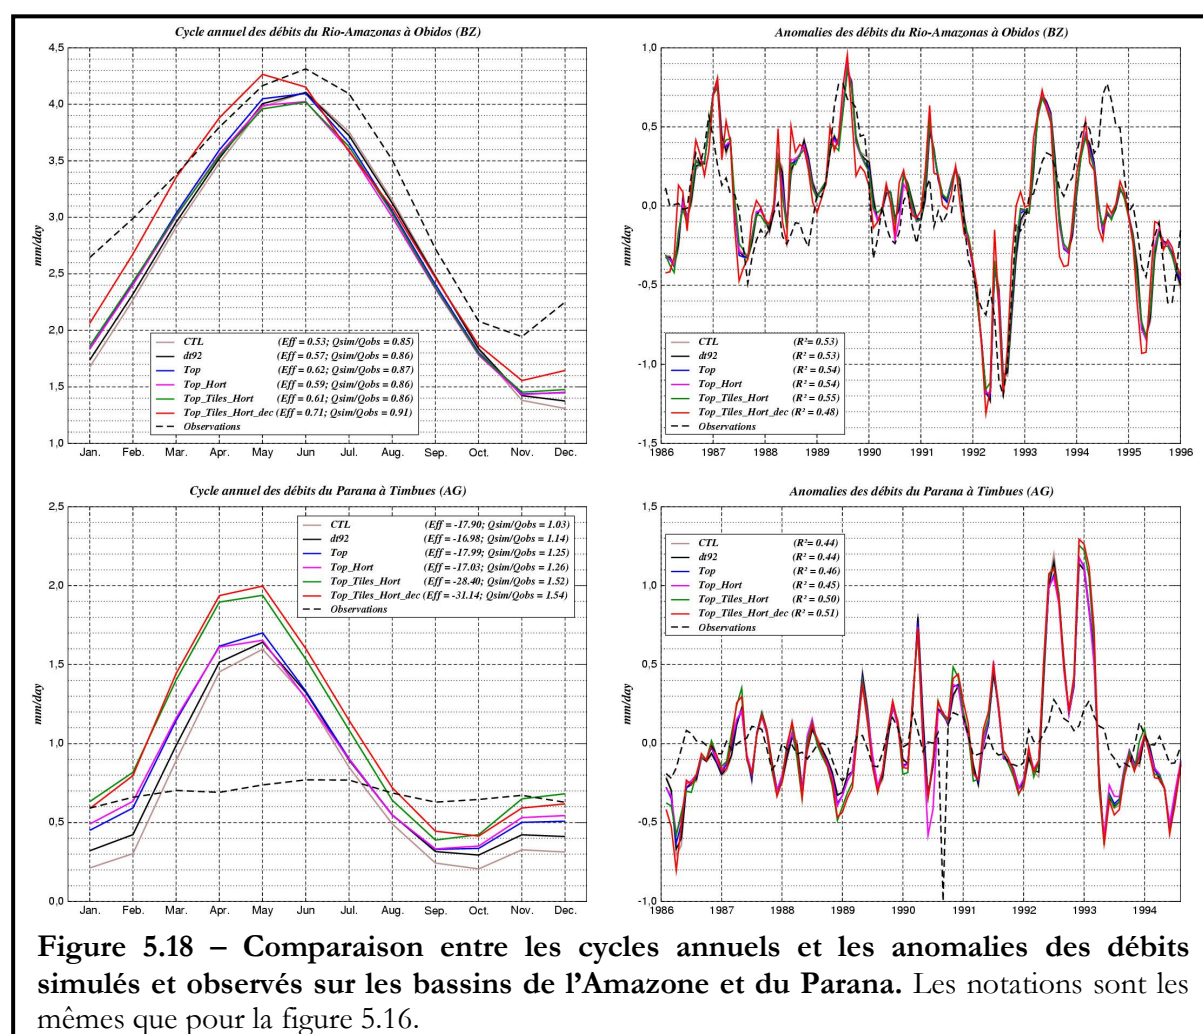 Cycle annuel des débits du Rio-Amazonas à Obidos (BZ)
4,5
4,0
3,5
3,0
2,5
2,0
1,5
1,0
mm/day
CTL (Eff = 0.53; Qsim/Qobs = 0.85)
dt92 (Eff = 0.57; Qsim/Qobs = 0.86)
Top (Eff = 0.62; Qsim/Qobs = 0.87)
Top_Hort (Eff = 0.59; Qsim/Qobs = 0.86)
Top_Tiles_Hort (Eff = 0.61; Qsim/Qobs = 0.86)
Top_Tiles_Hort_dec (Eff = 0.71; Qsim/Qobs = 0.91)
Observations
Jan. Feb. Mar. Apr. May Jun Jul. Aug. Sep. Oct. Nov. Dec.
Anomalies des débits du Rio-Amazonas à Obidos (BZ)
1,0
0,5
0,0
-0,5
-1,0
-1,5
mm/day
CTL (R²= 0.53)
dt92 (R²= 0.53)
Top (R²= 0.54)
Top_Hort (R²= 0.54)
Top_Tiles_Hort (R²= 0.55)
Top_Tiles_Hort_dec (R²= 0.48)
Observations
1986 1987 1988 1989 1990 1991 1992 1993 1994 1995 1996
Cycle annuel des débits du Parana à Timbues (AG)
2,5
2,0
1,5
1,0
0,5
0,0
mm/day
CTL (Eff = -17.90; Qsim/Qobs = 1.03)
dt92 (Eff = -16.98; Qsim/Qobs = 1.14)
Top (Eff = -17.99; Qsim/Qobs = 1.25)
Top_Hort (Eff = -17.03; Qsim/Qobs = 1.26)
Top_Tiles_Hort (Eff = -28.40; Qsim/Qobs = 1.52)
Top_Tiles_Hort_dec (Eff = -31.14; Qsim/Qobs = 1.54)
Observations
Jan. Feb. Mar. Apr. May Jun Jul. Aug. Sep. Oct. Nov. Dec.
Anomalies des débits du Parana à Timbues (AG)
1,5
1,0
0,5
0,0
-0,5
-1,0
mm/day
CTL (R²= 0.44)
dt92 (R²= 0.44)
Top (R²= 0.46)
Top_Hort (R²= 0.45)
Top_Tiles_Hort (R²= 0.50)
Top_Tiles_Hort_dec (R²= 0.51)
Observations
1986 1987 1988 1989 1990 1991 1992 1993 1994
Figure 5.18 – Comparaison entre les cycles annuels et les anomalies des débits
simulés et observés sur les bassins de l’Amazone et du Parana. Les notations sont les
mêmes que pour la figure 5.16.